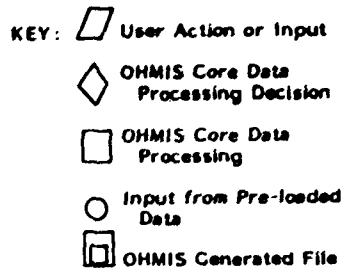 KEY: User Action or Input
OHMIS Core Data
Processing Decision
OHMIS Core Data
Processing
Input from Pre-loaded
Data
OHMIS Generated File